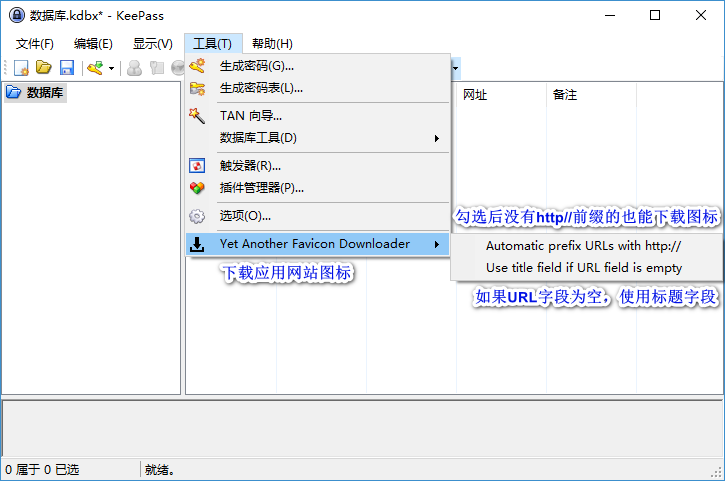 数据库.kdbx* - KeePass
文件(F) 编辑(E) 显示(V) 工具(T) 帮助(H)
生成密码(G)...
数据库
生成密码表(L)...
网址 备注
TAN 向导...
数据库工具(D)
触发器(R)...
插件管理器(P)...
选项(O)...
勾选后没有http//前缀的也能下载图标
Yet Another Favicon Downloader
Automatic prefix URLs with http://
Use title field if URL field is empty
下载应用网站图标
如果URL字段为空，使用标题字段
0 属于 0 已选 就绪。